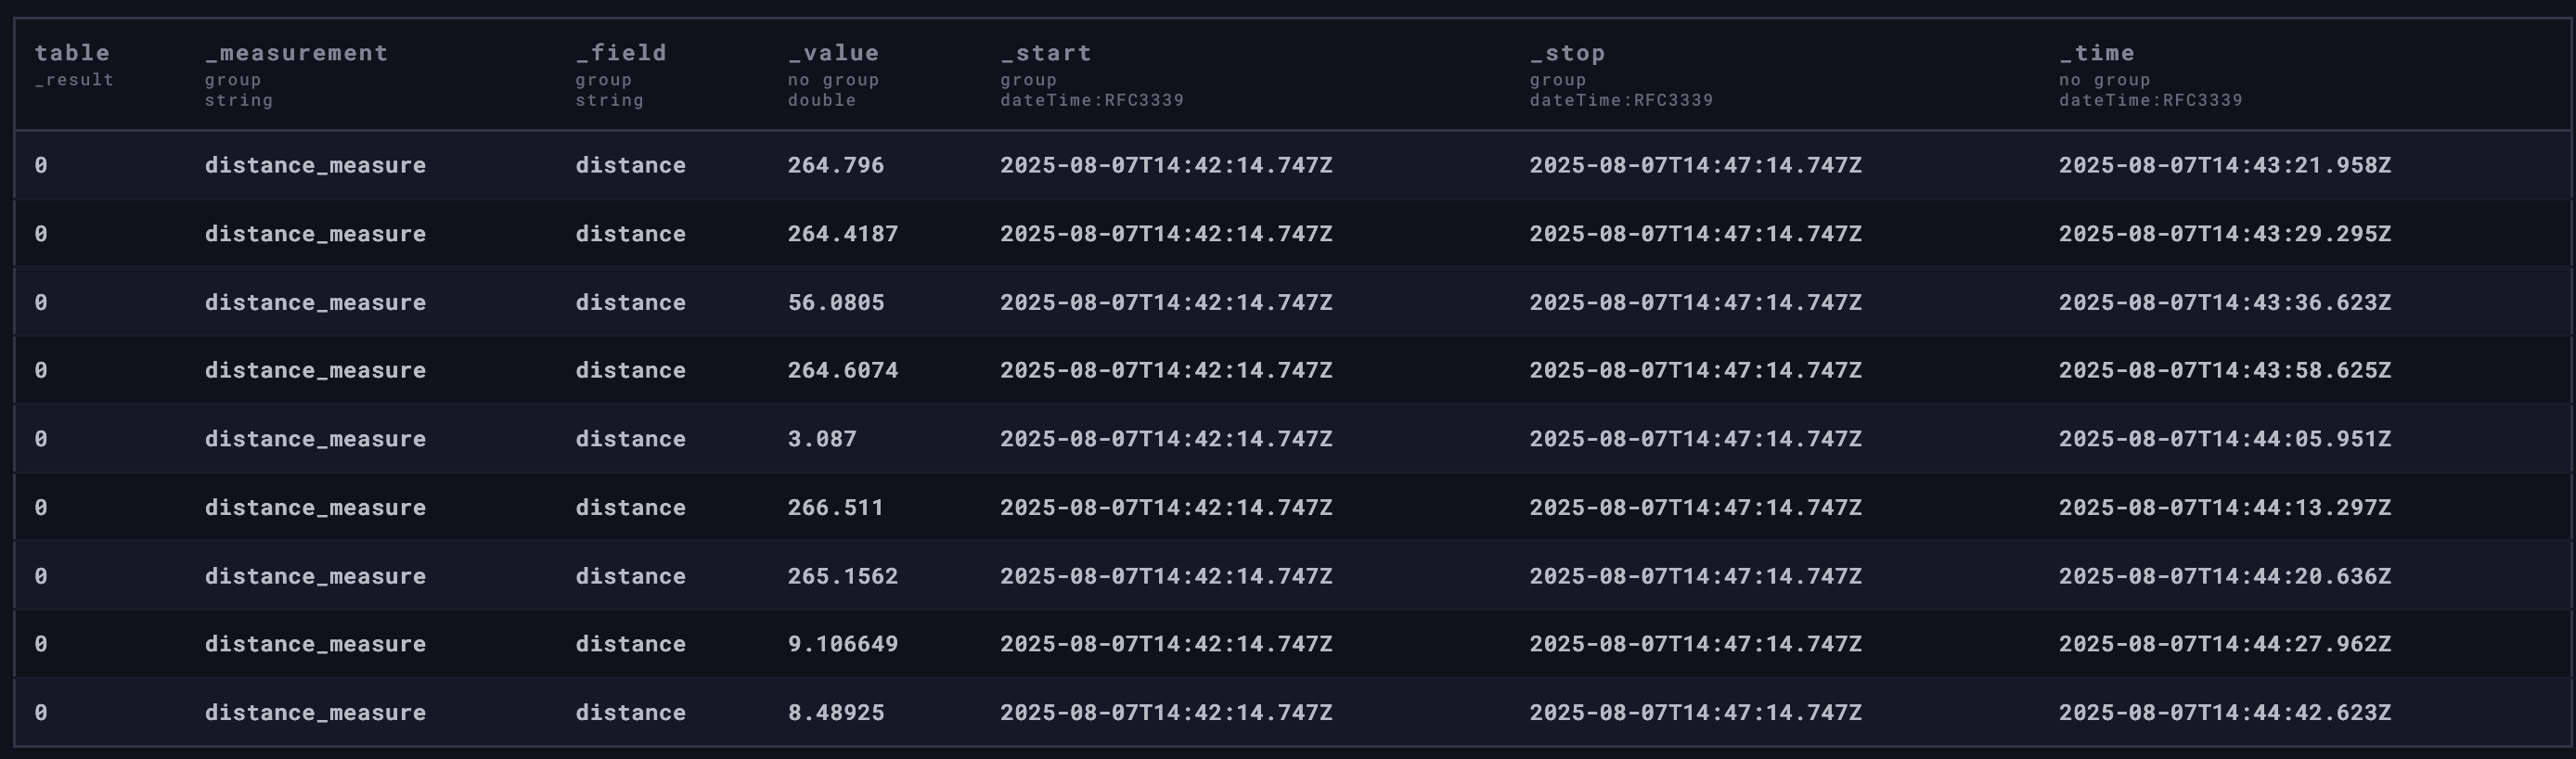 table _measurement _field _value _start _stop _time
_result group group no group group group no group
string string double dateTime:RFC3339 dateTime:RFC3339 dateTime:RFC3339
0 distance_measure distance 264.796 2025-08-07T14:42:14.747Z 2025-08-07T14:47:14.747Z 2025-08-07T14:43:21.958Z
0 distance_measure distance 264.4187 2025-08-07T14:42:14.747Z 2025-08-07T14:47:14.747Z 2025-08-07T14:43:29.295Z
0 distance_measure distance 56.0805 2025-08-07T14:42:14.747Z 2025-08-07T14:47:14.747Z 2025-08-07T14:43:36.623Z
0 distance_measure distance 264.6074 2025-08-07T14:42:14.747Z 2025-08-07T14:47:14.747Z 2025-08-07T14:43:58.625Z
0 distance_measure distance 3.087 2025-08-07T14:42:14.747Z 2025-08-07T14:47:14.747Z 2025-08-07T14:44:05.951Z
0 distance_measure distance 266.511 2025-08-07T14:42:14.747Z 2025-08-07T14:47:14.747Z 2025-08-07T14:44:13.297Z
0 distance_measure distance 265.1562 2025-08-07T14:42:14.747Z 2025-08-07T14:47:14.747Z 2025-08-07T14:44:20.636Z
0 distance_measure distance 9.106649 2025-08-07T14:42:14.747Z 2025-08-07T14:47:14.747Z 2025-08-07T14:44:27.962Z
0 distance_measure distance 8.48925 2025-08-07T14:42:14.747Z 2025-08-07T14:47:14.747Z 2025-08-07T14:44:42.623Z